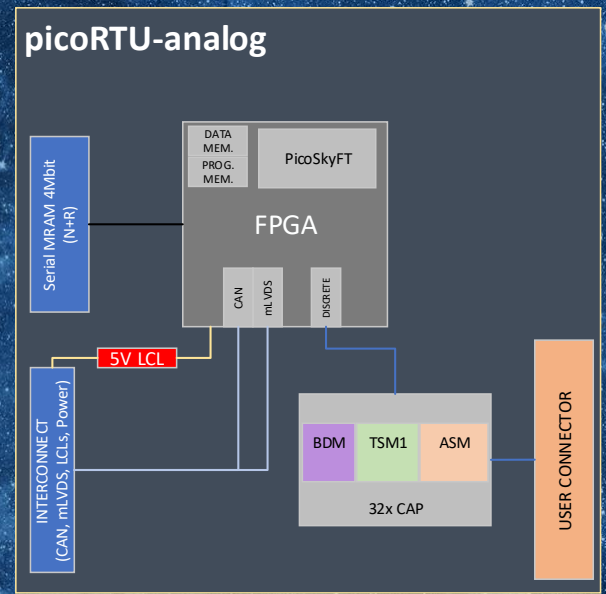 picoRTU-analog
DATA
MEM.
PROG.
MEM.
PicoSkyFT
FPGA
Serial MRAM 4Mbit
(N+R)
CAN
mLVDS
DISCRETE
5V LCL
INTERCONNECT
(CAN, mLVDS, LCLs, Power)
BDM
TSM1
ASM
32x CAP
USER CONNECTOR